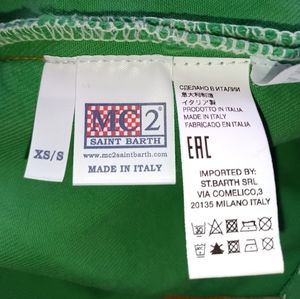 XS/S
MC2
SAINT BARTH
www.mc2saintbarth.com
MADE IN ITALY
СДЕЛАНО В ИТАЛИИ
意大利制造
イタリア製
PRODOTTO IN ITALIA
MADE IN ITALY
FABRICADO EN ITALIA
EAC
IMPORTED BY:
ST.BARTH SRL
VIA COMELICO,3
20135 MILANO ITALY